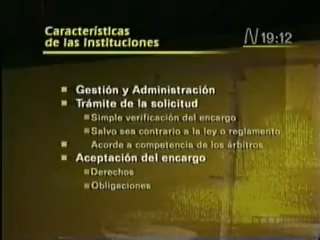 Características
de las instituciones
N 19:12
Gestión y Administración
Trámite de la solicitud
Simple verificación del encargo
Salvo sea contrario a la ley o reglamento
Acorde a competencia de los árbitros
Aceptación del encargo
Derechos
Obligaciones